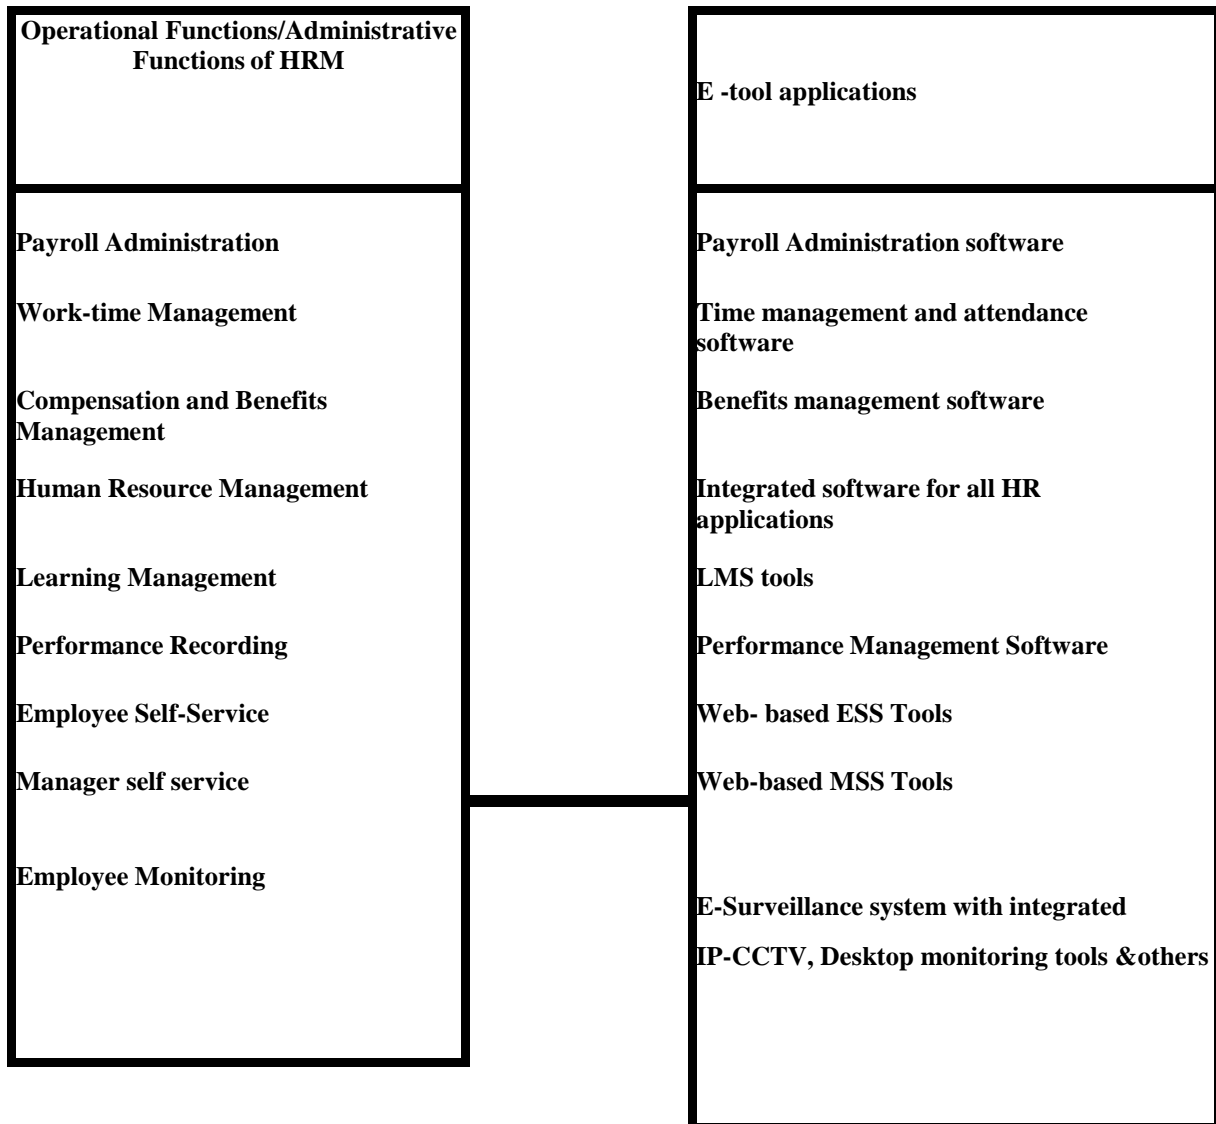 Operational Functions/Administrative
Functions of HRM
Payroll Administration
Work-time Management
Compensation and Benefits
Management
Human Resource Management
Learning Management
Performance Recording
Employee Self-Service
Manager self service
Employee Monitoring
E -tool applications
Payroll Administration software
Time management and attendance
software
Benefits management software
Integrated software for all HR
applications
LMS tools
Performance Management Software
Web- based ESS Tools
Web-based MSS Tools
E-Surveillance system with integrated
IP-CCTV, Desktop monitoring tools &others